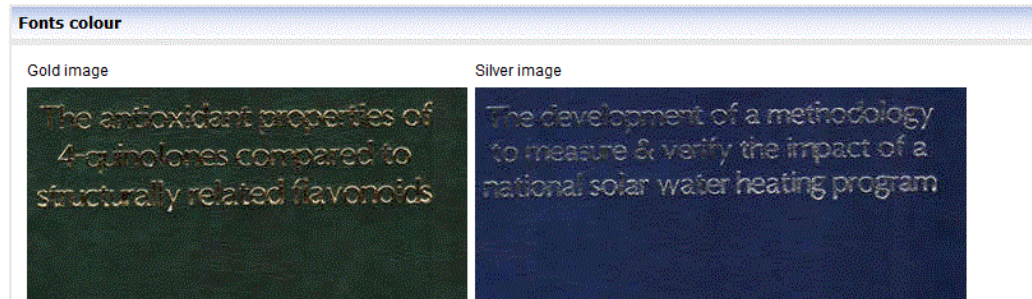 Fonts colour
Gold image
Silver image
The antioxidant properties of
4-quinolones compared to
structurally related flavonoids
The development of a methodology
to measure & verify the impact of a
national solar water heating program